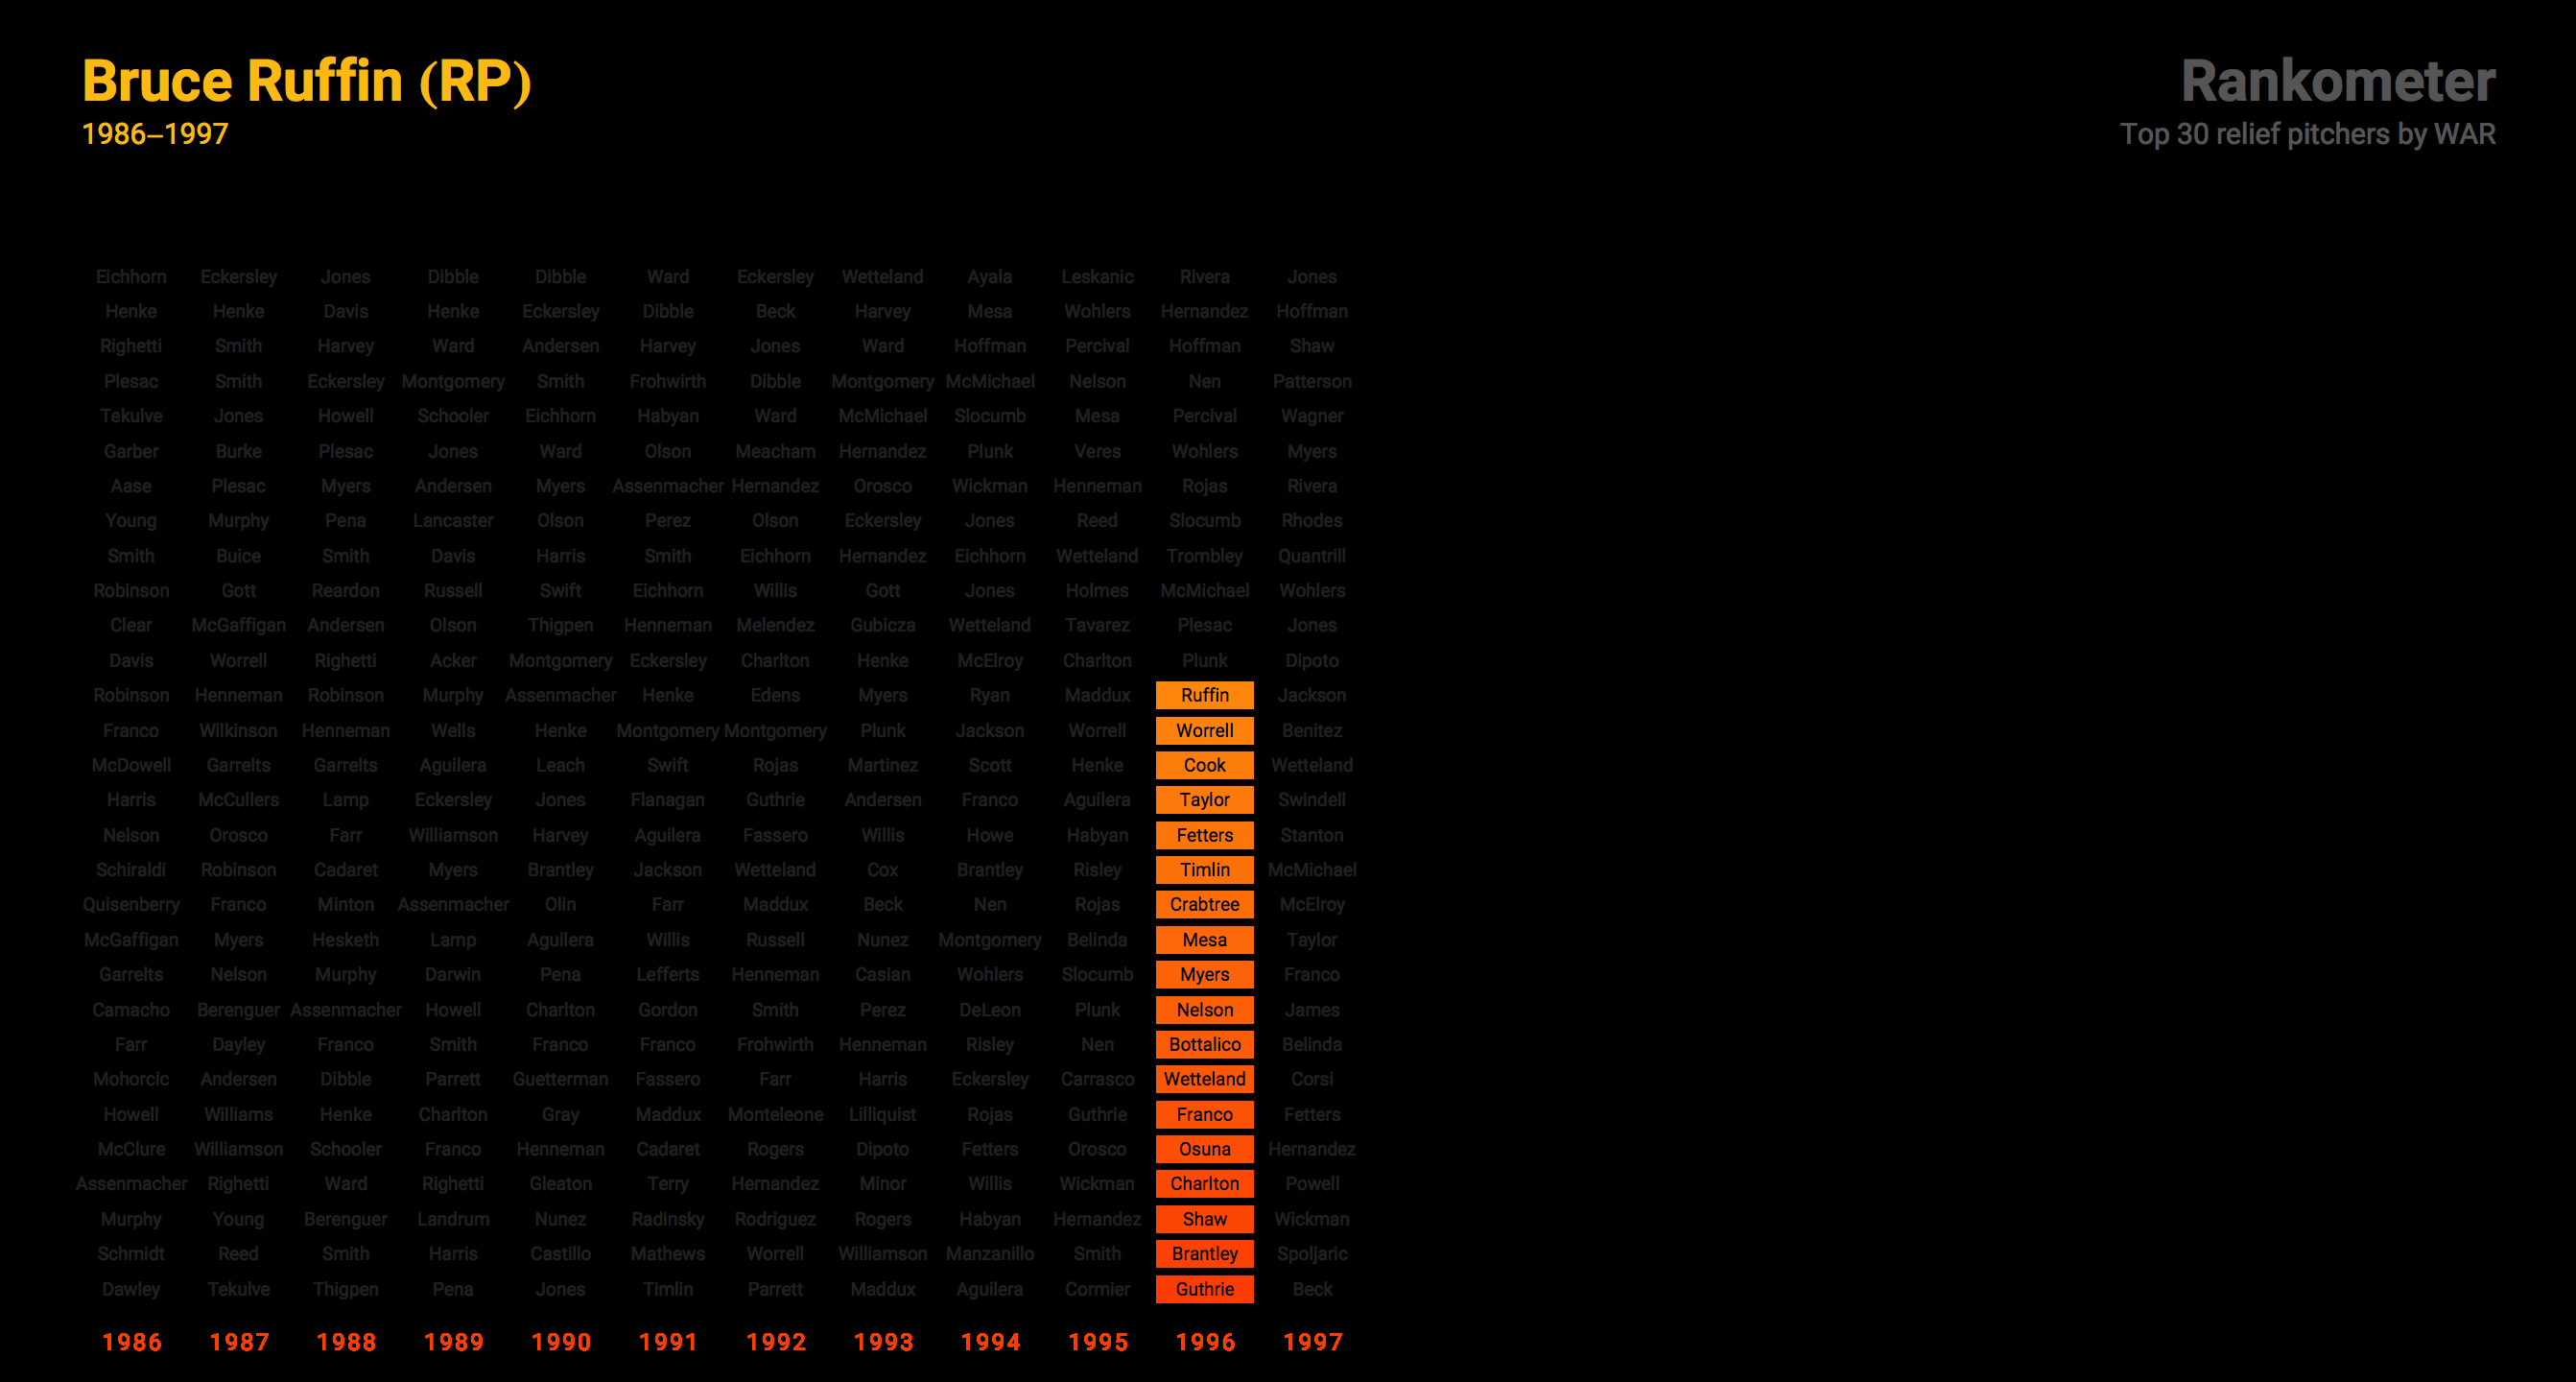 Bruce Ruffin (RP)
1986–1997
Rankometer
Top 30 relief pitchers by WAR
Eichhorn Eckersley Jones Dibble Dibble Ward Eckersley Wetteland Ayala Leskanic Rivera Jones
Henke Henke Davis Henke Eckersley Dibble Beck Harvey Mesa Wohlers Hernandez Hoffman
Righetti Smith Harvey Ward Andersen Harvey Jones Ward Hoffman Percival Hoffman Shaw
Plesac Smith Eckersley Montgomery Smith Frohwirth Dibble Montgomery McMichael Nelson Nen Patterson
Tekulve Jones Howell Schooler Eichhorn Habyan Ward McMichael Slocumb Mesa Percival Wagner
Garber Burke Plesac Jones Ward Olson Meacham Hernandez Plunk Veres Wohlers Myers
Aase Plesac Myers Andersen Myers Assenmacher Hernandez Orosco Wickman Henneman Rojas Rivera
Young Murphy Pena Lancaster Olson Perez Olson Eckersley Jones Reed Slocumb Rhodes
Smith Buice Smith Davis Harris Smith Eichhorn Hernandez Eichhorn Wetteland Trombley Quantrill
Robinson Gott Reardon Russell Swift Eichhorn Willis Gott Jones Holmes McMichael Wohlers
Clear McGaffigan Andersen Olson Thigpen Henneman Melendez Gubicza Wetteland Tavarez Plesac Jones
Davis Worrell Righetti Acker Montgomery Eckersley Charlton Henke McElroy Charlton Plunk Dipoto
Robinson Henneman Robinson Murphy Assenmacher Henke Edens Myers Ryan Maddux Ruffin Jackson
Franco Wilkinson Henneman Wells Henke Montgomery Montgomery Plunk Jackson Worrell Worrell Benitez
McDowell Garrelts Garrelts Aguilera Leach Swift Rojas Martinez Scott Henke Cook Wetteland
Harris McCullers Lamp Eckersley Jones Flanagan Guthrie Andersen Franco Aguilera Taylor Swindell
Nelson Orosco Farr Williamson Harvey Aguilera Fassero Willis Howe Habyan Fetters Stanton
Schiraldi Robinson Cadaret Myers Brantley Jackson Wetteland Cox Brantley Risley Timlin McMichael
Quisenberry Franco Minton Assenmacher Olin Farr Maddux Beck Nen Rojas Crabtree McElroy
McGaffigan Myers Hesketh Lamp Aguilera Willis Russell Nunez Montgomery Belinda Mesa Taylor
Garrelts Nelson Murphy Darwin Pena Lefferts Henneman Casian Wohlers Slocumb Myers Franco
Camacho Berenguer Assenmacher Howell Charlton Gordon Smith Perez DeLeon Plunk Nelson James
Farr Dayley Franco Smith Franco Franco Frohwirth Henneman Risley Nen Bottalico Belinda
Mohorcic Andersen Dibble Parrett Guetterman Fassero Farr Harris Eckersley Carrasco Wetteland Corsi
Howell Williams Henke Charlton Gray Maddux Monteleone Lilliquist Rojas Guthrie Franco Fetters
McClure Williamson Schooler Franco Henneman Cadaret Rogers Dipoto Fetters Orosco Osuna Hernandez
Assenmacher Righetti Ward Righetti Gleaton Terry Hernandez Minor Willis Wickman Charlton Powell
Murphy Young Berenguer Landrum Nunez Radinsky Rodriguez Rogers Habyan Hernandez Shaw Wickman
Schmidt Reed Smith Harris Castillo Mathews Worrell Williamson Manzanillo Smith Brantley Spoljaric
Dawley Tekulve Thigpen Pena Jones Timlin Parrett Maddux Aguilera Cormier Guthrie Beck
1986 1987 1988 1989 1990 1991 1992 1993 1994 1995 1996 1997